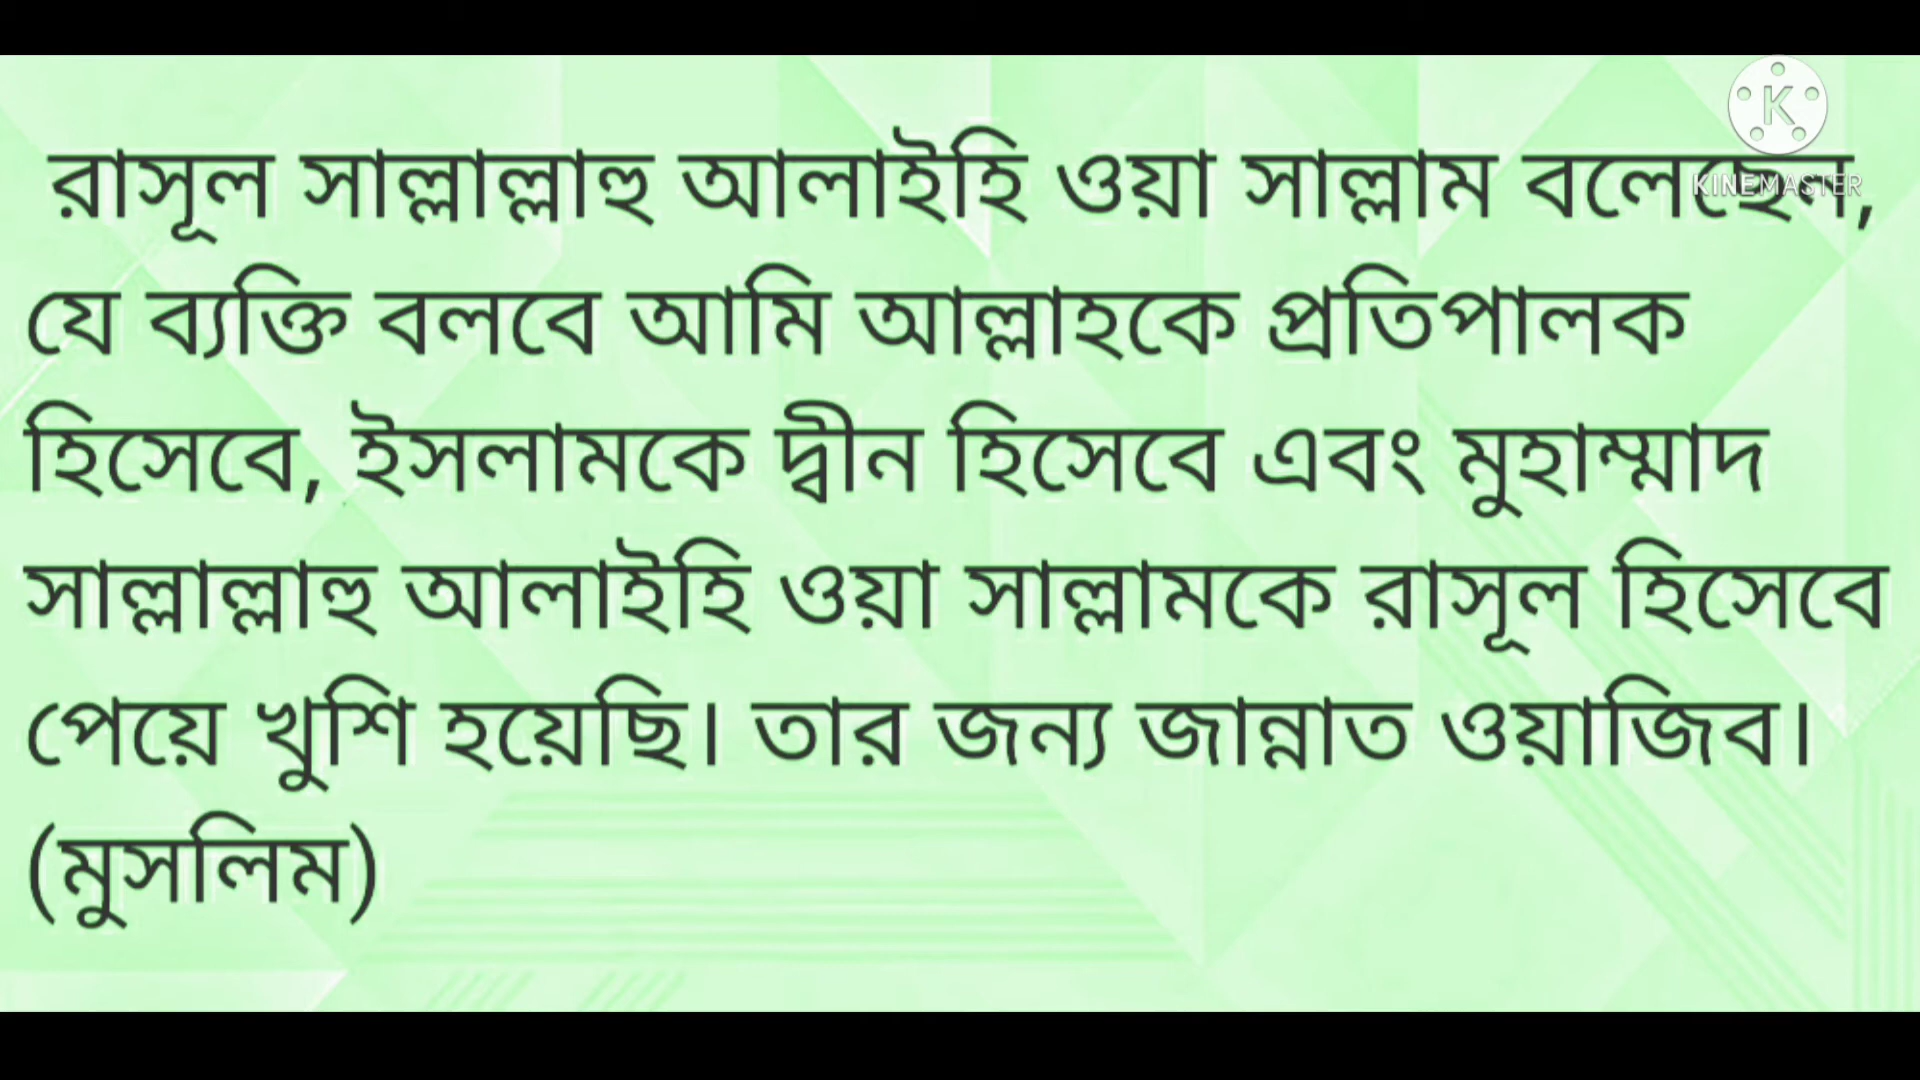 রাসূল সাল্লাল্লাহু আলাইহি ওয়া সাল্লাম বলেছেন,
যে ব্যক্তি বলবে আমি আল্লাহকে প্রতিপালক
হিসেবে, ইসলামকে দ্বীন হিসেবে এবং মুহাম্মাদ
সাল্লাল্লাহু আলাইহি ওয়া সাল্লামকে রাসূল হিসেবে
পেয়ে খুশি হয়েছি। তার জন্য জান্নাত ওয়াজিব।
(মুসলিম)
K
KINEMASTER